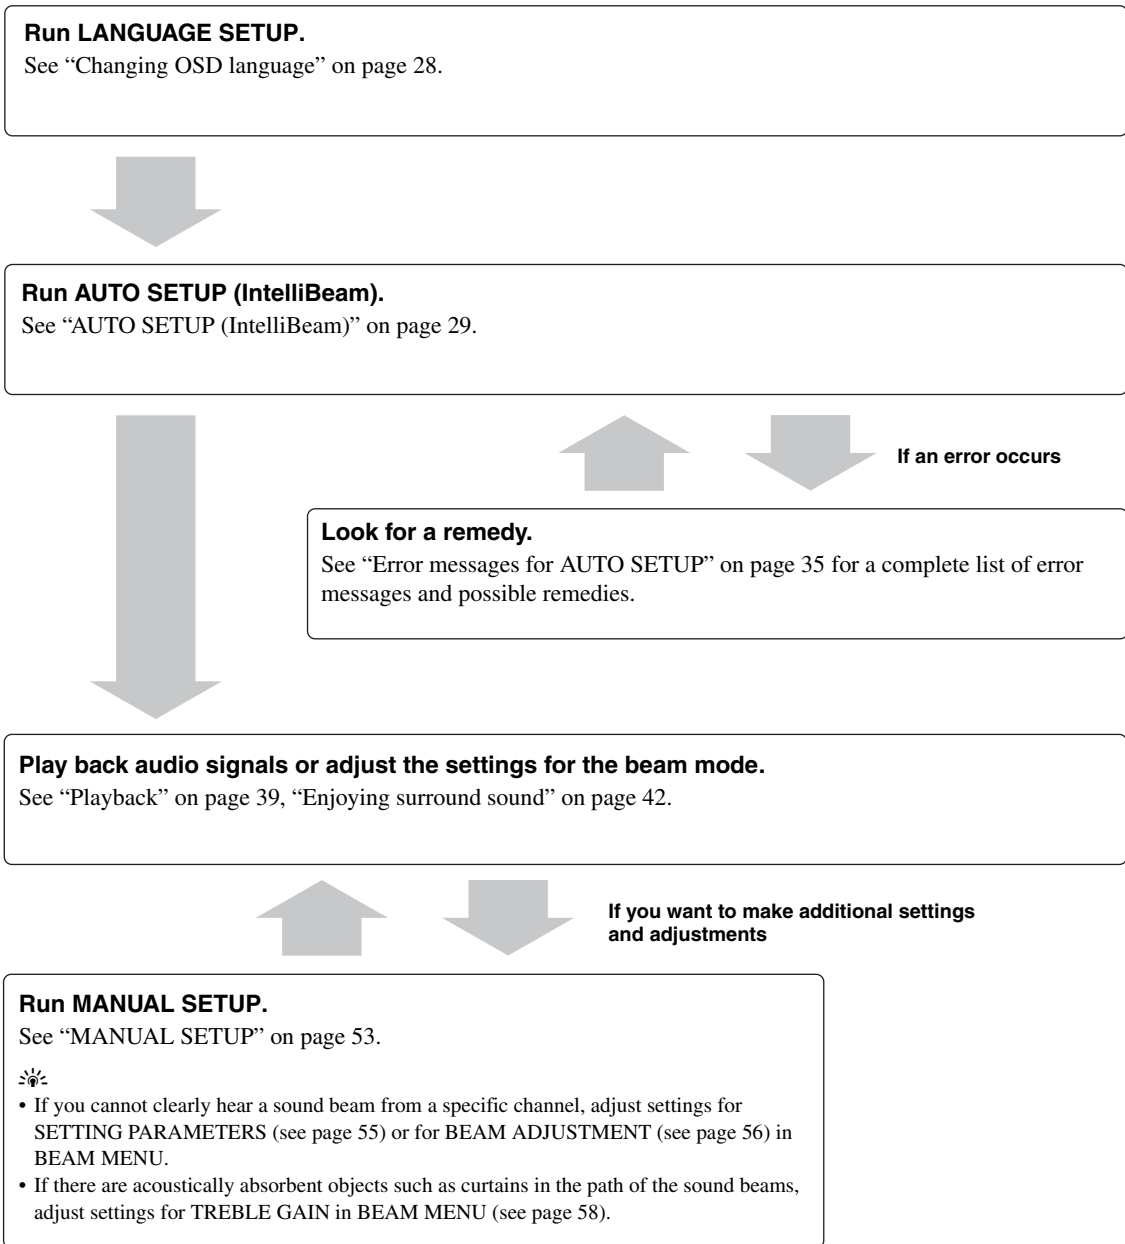 Run LANGUAGE SETUP.
See “Changing OSD language” on page 28.
Run AUTO SETUP (IntelliBeam).
See “AUTO SETUP (IntelliBeam)” on page 29.
If an error occurs
Look for a remedy.
See “Error messages for AUTO SETUP” on page 35 for a complete list of error
messages and possible remedies.
Play back audio signals or adjust the settings for the beam mode.
See “Playback” on page 39, “Enjoying surround sound” on page 42.
If you want to make additional settings
and adjustments
Run MANUAL SETUP.
See “MANUAL SETUP” on page 53.
• If you cannot clearly hear a sound beam from a specific channel, adjust settings for
SETTING PARAMETERS (see page 55) or for BEAM ADJUSTMENT (see page 56) in
BEAM MENU.
• If there are acoustically absorbent objects such as curtains in the path of the sound beams,
adjust settings for TREBLE GAIN in BEAM MENU (see page 58).